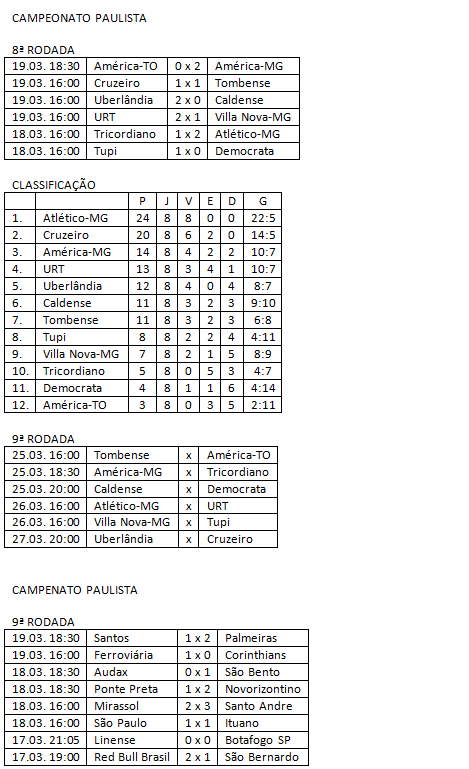 CAMPEONATO PAULISTA
8ª RODADA
19.03. 18:30 América-TO 0 x 2 América-MG
19.03. 16:00 Cruzeiro 1 x 1 Tombense
19.03. 16:00 Uberlândia 2 x 0 Caldense
19.03. 16:00 URT 2 x 1 Villa Nova-MG
18.03. 16:00 Tricordiano 1 x 2 Atlético-MG
18.03. 16:00 Tupi 1 x 0 Democrata
CLASSIFICAÇÃO
P J V E D G
1. Atlético-MG 24 8 8 0 0 22:5
2. Cruzeiro 20 8 6 2 0 14:5
3. América-MG 14 8 4 2 2 10:7
4. URT 13 8 3 4 1 10:7
5. Uberlândia 12 8 4 0 4 8:7
6. Caldense 11 8 3 2 3 9:10
7. Tombense 11 8 3 2 3 6:8
8. Tupi 8 8 2 2 4 4:11
9. Villa Nova-MG 7 8 2 1 5 8:9
10. Tricordiano 5 8 0 5 3 4:7
11. Democrata 4 8 1 1 6 4:14
12. América-TO 3 8 0 3 5 2:11
9ª RODADA
25.03. 16:00 Tombense x América-TO
25.03. 18:30 América-MG x Tricordiano
25.03. 20:00 Caldense x Democrata
26.03. 16:00 Atlético-MG x URT
26.03. 16:00 Villa Nova-MG x Tupi
27.03. 20:00 Uberlândia x Cruzeiro
CAMPENATO PAULISTA
9ª RODADA
19.03. 18:30 Santos 1 x 2 Palmeiras
19.03. 16:00 Ferroviária 1 x 0 Corinthians
18.03. 18:30 Audax 0 x 1 São Bento
18.03. 18:30 Ponte Preta 1 x 2 Novorizontino
18.03. 16:00 Mirassol 2 x 3 Santo Andre
18.03. 16:00 São Paulo 1 x 1 Ituano
17.03. 21:05 Linense 0 x 0 Botafogo SP
17.03. 19:00 Red Bull Brasil 2 x 1 São Bernardo